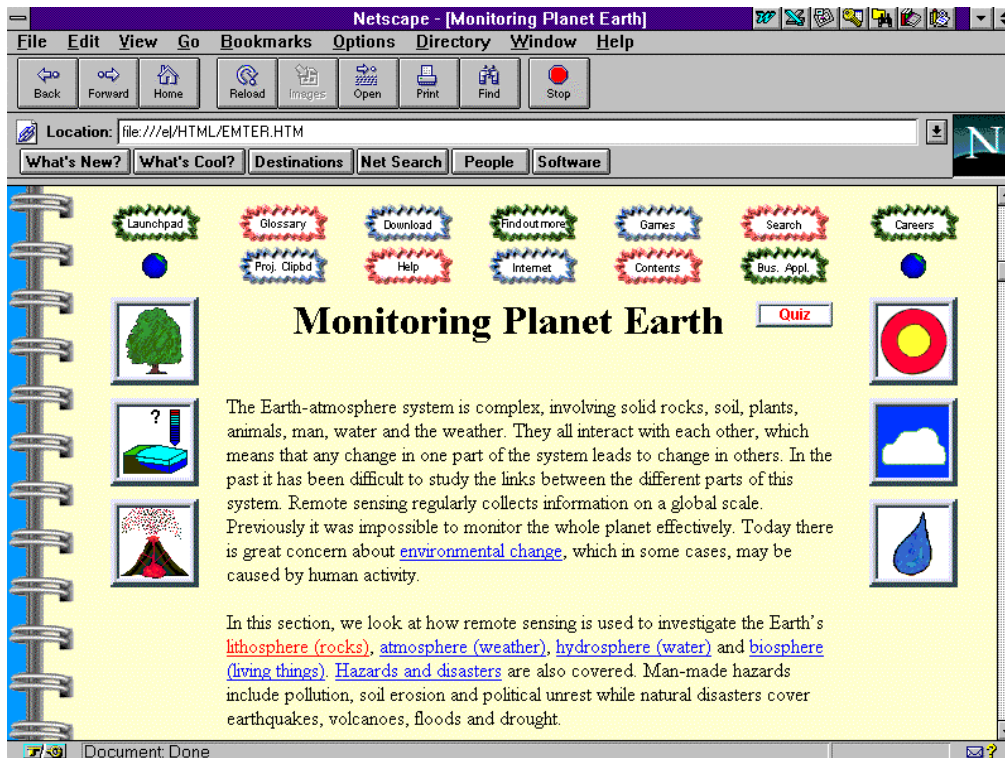 Netscape - [Monitoring Planet Earth]
File Edit View Go Bookmarks Options Directory Window Help
Back Forward Home Reload Images Open Print Find Stop
Location: file:///e|/HTML/EMTER.HTM
N
What's New? What's Cool? Destinations Net Search People Software
Launchpad Glossary Download Find out more Games Search Careers
Proj. Clipbd Help Internet Contents Bus. Appl.
Monitoring Planet Earth Quiz
?
The Earth-atmosphere system is complex, involving solid rocks, soil, plants,
animals, man, water and the weather. They all interact with each other, which
means that any change in one part of the system leads to change in others. In the
past it has been difficult to study the links between the different parts of this
system. Remote sensing regularly collects information on a global scale.
Previously it was impossible to monitor the whole planet effectively. Today there
is great concern about environmental change, which in some cases, may be
caused by human activity.
In this section, we look at how remote sensing is used to investigate the Earth's
lithosphere (rocks), atmosphere (weather), hydrosphere (water) and biosphere
(living things). Hazards and disasters are also covered. Man-made hazards
include pollution, soil erosion and political unrest while natural disasters cover
earthquakes, volcanoes, floods and drought.
Document: Done